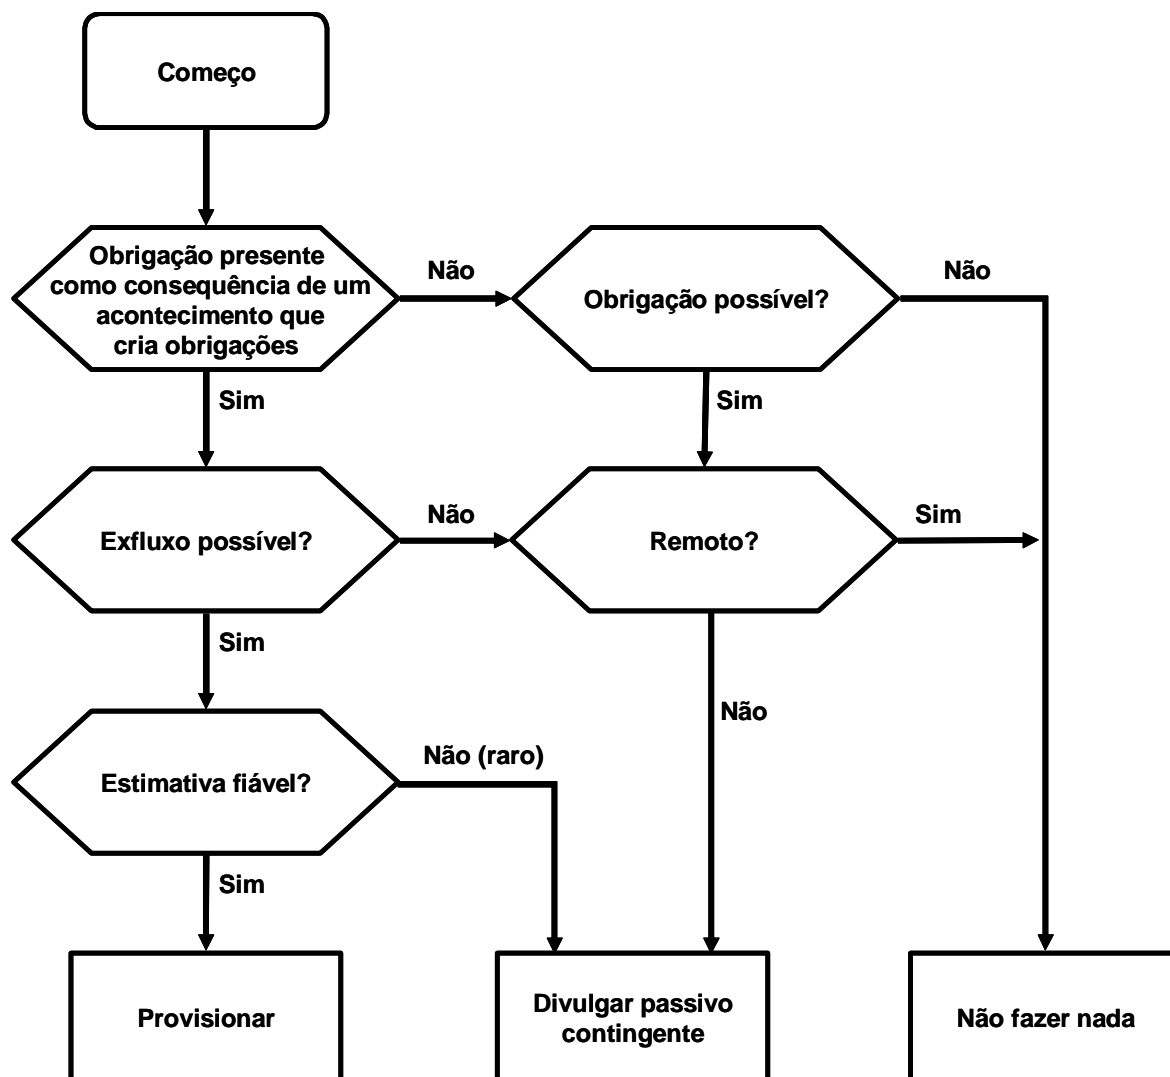 Começo
Obrigação presente
como consequência de um
acontecimento que
cria obrigações
Não
Obrigação possível?
Não
Sim
Sim
Exfluxo possível?
Não
Remoto?
Sim
Sim
Não
Estimativa fiável?
Não (raro)
Sim
Provisionar
Divulgar passivo
contingente
Não fazer nada